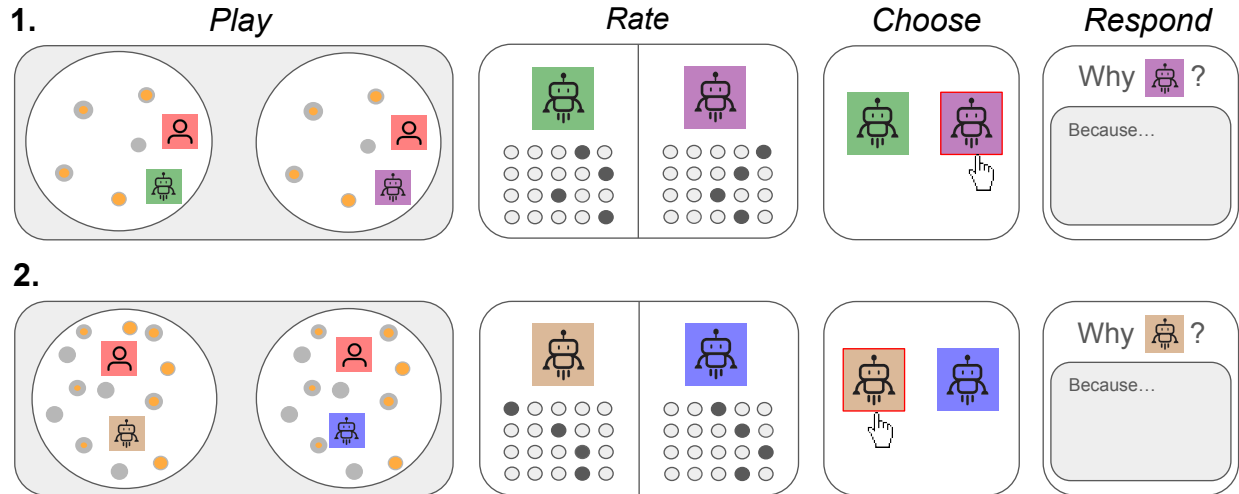 1.
Play
Rate
Choose
Respond
Why ?
Because…
2.
Why ?
Because…